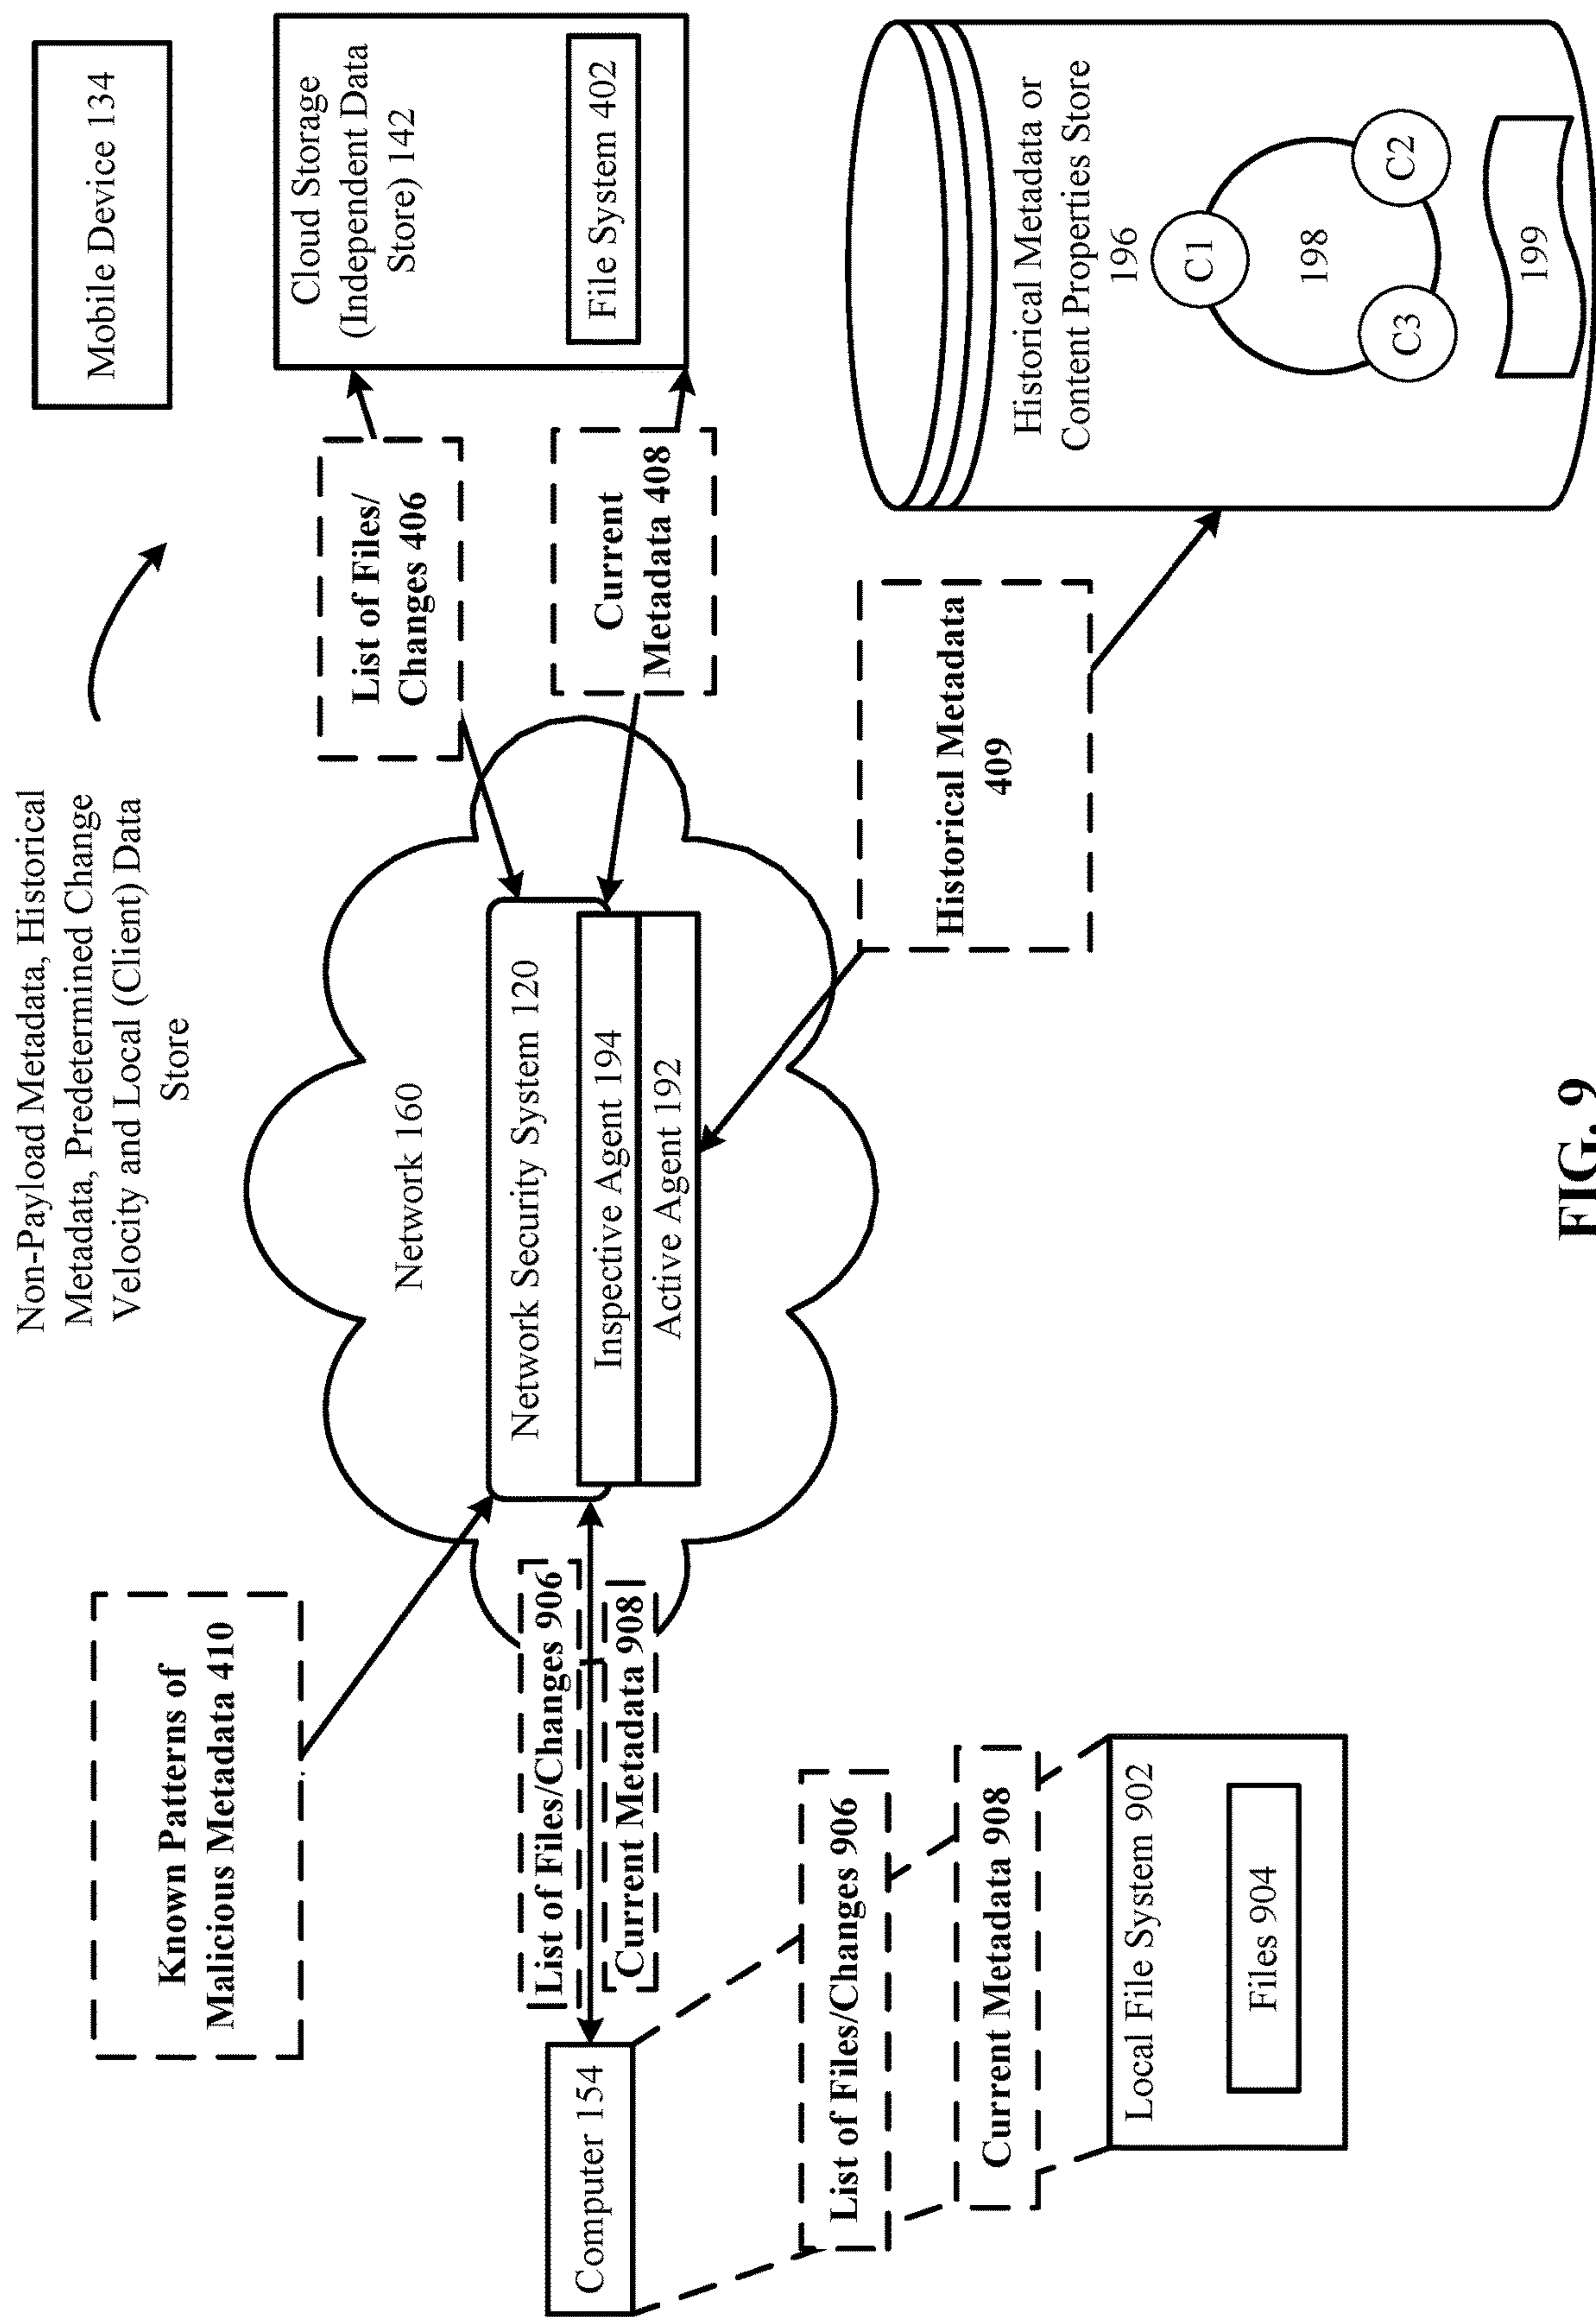 Non-Payload Metadata, Historical
Metadata, Predetermined Change
Velocity and Local (Client) Data
Store
Mobile Device 134
Known Patterns of
Malicious Metadata 410
Network 160
List of Files/
Changes 406
Cloud Storage
(Independent Data
Store) 142
File System 402
Network Security System 120
Inspective Agent 194
Active Agent 192
Current
Metadata 408
Computer 154
List of Files/Changes 906
Current Metadata 908
List of Files/Changes 906
Current Metadata 908
Local File System 902
Files 904
Historical Metadata
409
Historical Metadata or
Content Properties Store
196
C1
198
C3
C2
199
FIG. 9